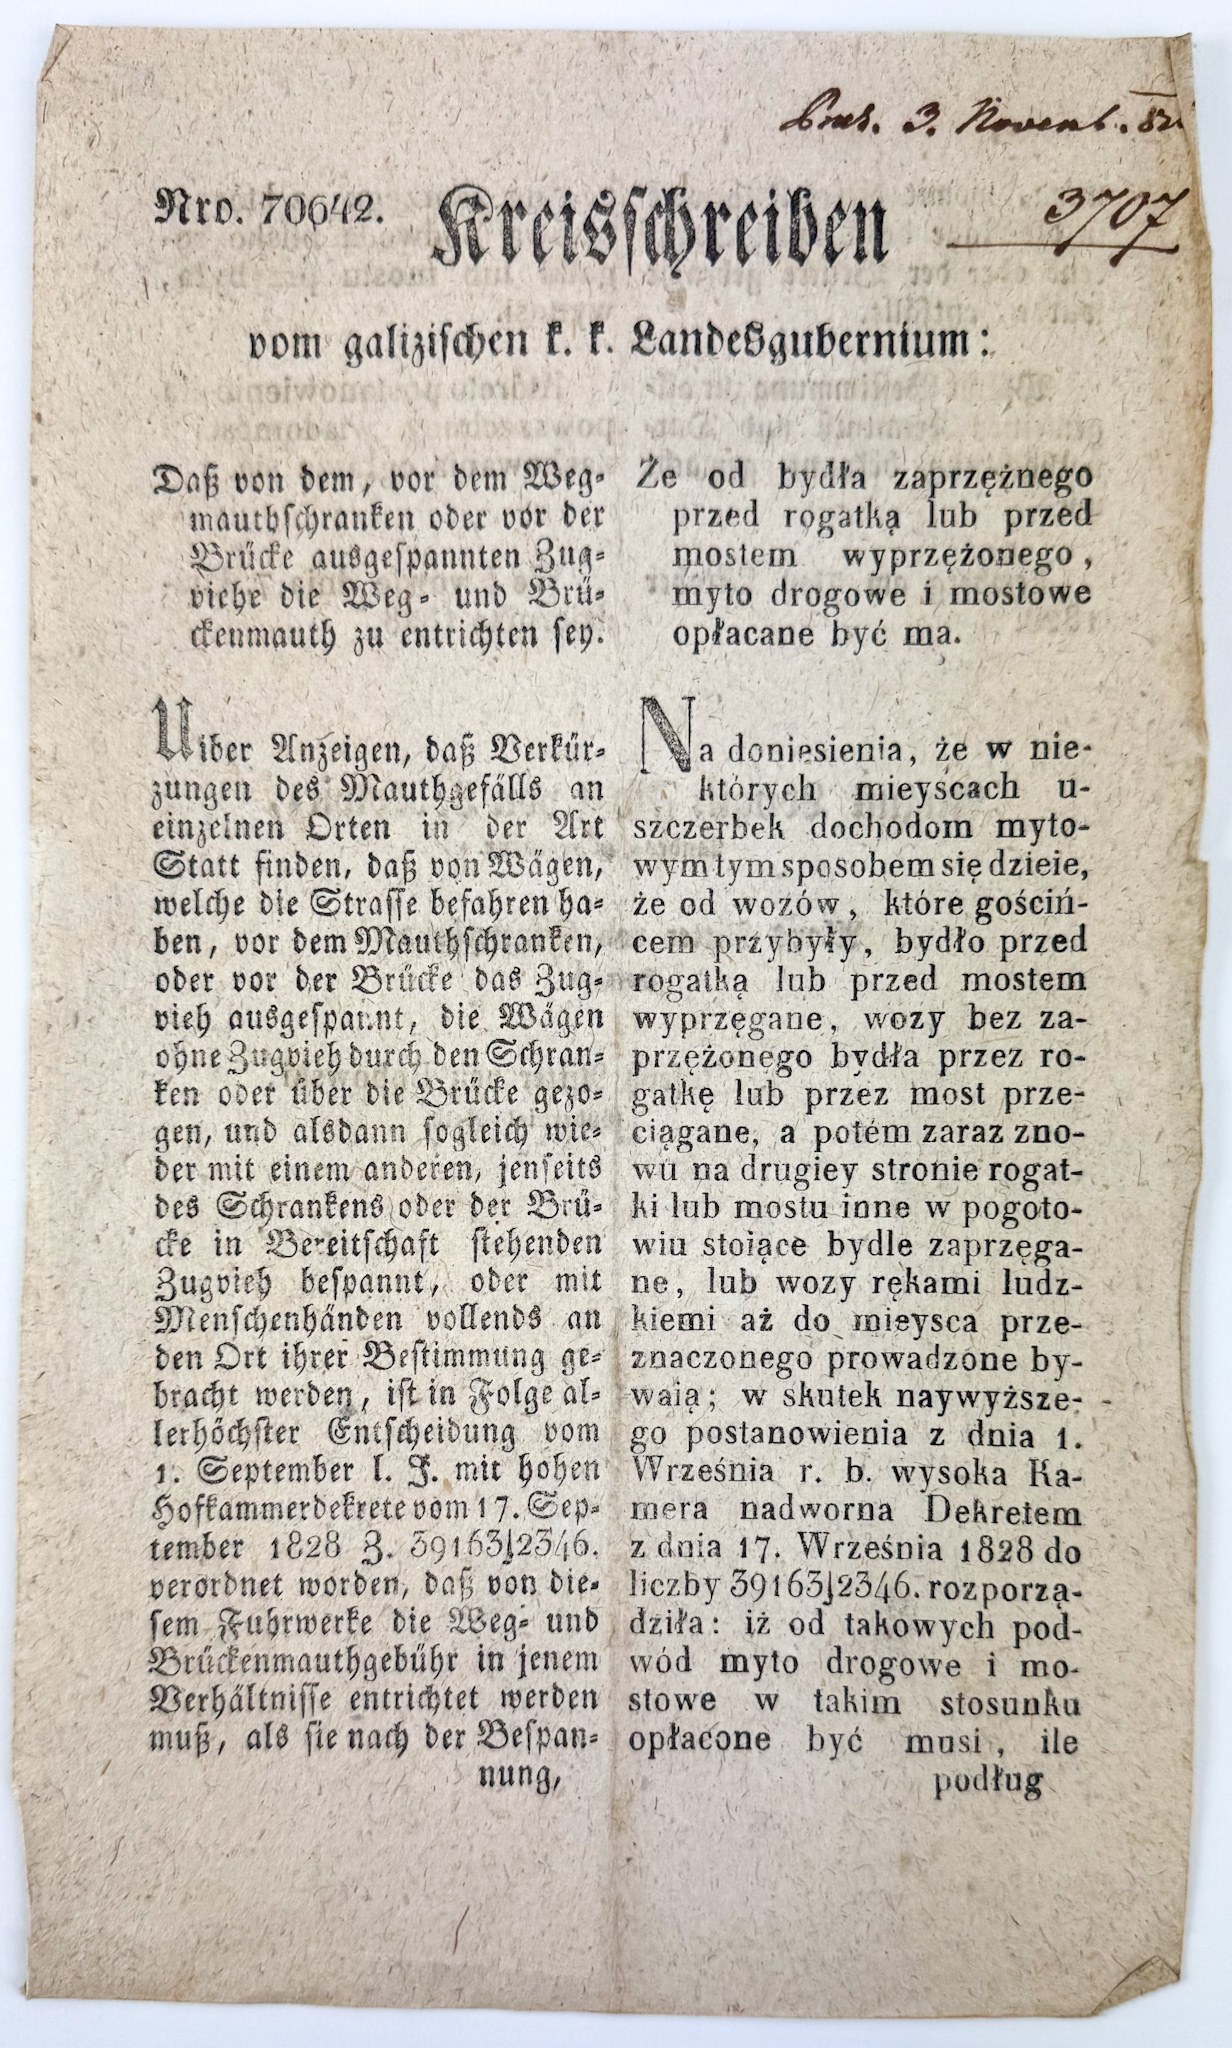 3. Novemb.
Nro. 70642.
Kreisschreiben
3707
vom galizischen k. k. Landesgubernium:
Daß von dem, vor dem Weg-
mauthschranken oder vor der
Brücke ausgespannten Zug-
viehe die Weg- und Brü-
ckenmauth zu entrichten sey.
Uiber Anzeigen, daß Verkür-
zungen des Mauthgefälls an
einzelnen Orten in der Art
Statt finden, daß von Wägen,
welche die Strasse befahren ha-
ben, vor dem Mauthschranken,
oder vor der Brücke das Zug-
vieh ausgespannt, die Wägen
ohne Zugvieh durch den Schran-
ken oder über die Brücke gezo-
gen, und alsdann sogleich wie-
der mit einem anderen, jenseits
des Schrankens oder der Brü-
cke in Bereitschaft stehenden
Zugvieh bespannt, oder mit
Menschenhänden vollends an
den Ort ihrer Bestimmung ge-
bracht werden, ist in Folge al-
lerhöchster Entscheidung vom
1. September l. J. mit hohen
Hofkammerdekrete vom 17. Sep-
tember 1828 Z. 39163⌡2346.
verordnet worden, daß von die-
sem Fuhrwerke die Weg- und
Brückenmauthgebühr in jenem
Verhältnisse entrichtet werden
muß, als sie nach der Bespan-
nung,
Że od bydła zaprzężnego
przed rogatką lub przed
mostem wyprzężonego,
myto drogowe i mostowe
opłacane być ma.
Na doniesienia, że w nie-
których mieyscach u-
szczerbek dochodom myto-
wym tym sposobem się dzieie,
że od wozów, które gościń-
cem przybyły, bydło przed
rogatką lub przed mostem
wyprzęgane, wozy bez za-
przężonego bydła przez ro-
gatkę lub przez most prze-
ciągane, a potém zaraz zno-
wu na drugiey stronie rogat-
ki lub mostu inne w pogoto-
wiu stoiące bydle zaprzęga-
ne, lub wozy rękami ludz-
kiemi aż do mieysca prze-
znaczonego prowadzone by-
waią; w skutek naywyższe-
go postanowienia z dnia 1.
Września r. b. wysoka Ka-
mera nadworna Dekretem
z dnia 17. Września 1828 do
liczby 39163⌡2346. rozporzą-
dziła: iż od takowych pod-
wód myto drogowe i mo-
stowe w takim stosunku
opłacone być musi, ile
podług